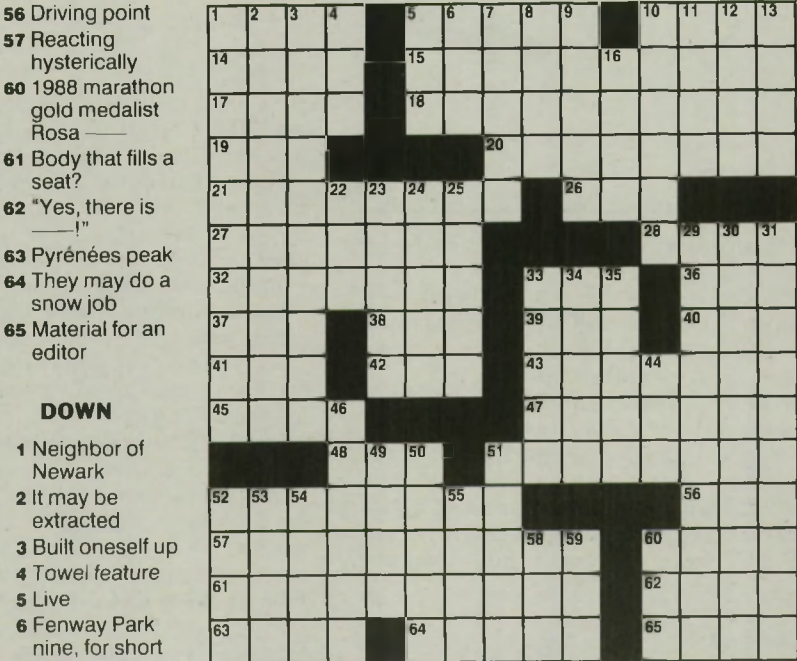 56 Driving point
57 Reacting
hysterically
60 1988 marathon
gold medalist
Rosa ——
61 Body that fills a
seat?
62 "Yes, there is
——!"
63 Pyrénées peak
64 They may do a
snow job
65 Material for an
editor
DOWN
1 Neighbor of
Newark
2 It may be
extracted
3 Built oneself up
4 Towel feature
5 Live
6 Fenway Park
nine, for short
1 2 3 4 5 6 7 8 9 10 11 12 13
14 15 16
17 18
19 20
21 22 23 24 25 26
27 28 29 30 31
32 33 34 35 36
37 38 39 40
41 42 43 44
45 46 47
48 49 50 51
52 53 54 55 56
57 58 59 60
61 62
63 64 65